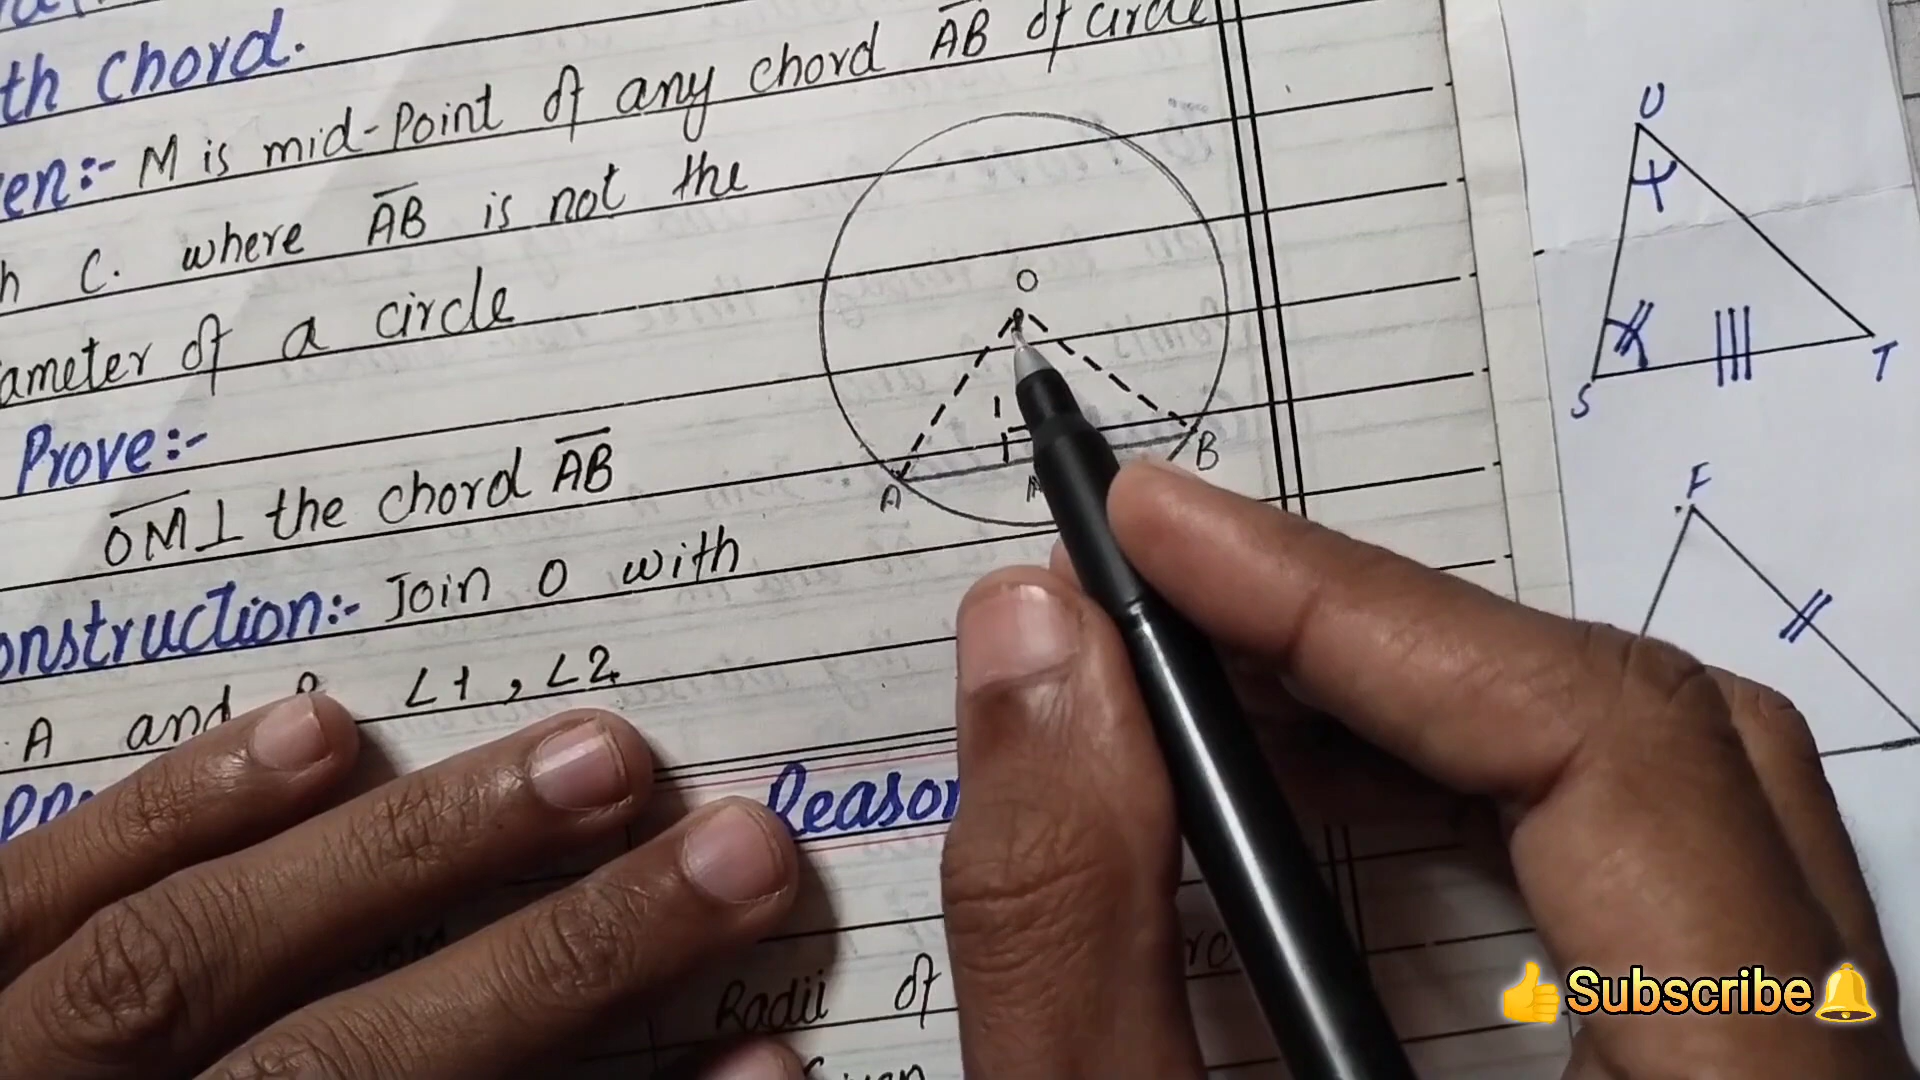 th chord.
en:- M is mid-Point of any chord AB of circle
h C. where AB is not the
ameter of a circle
Prove:-
OM⊥ the chord AB
onstruction:- Join O with
A and ∠1, ∠2
Reason
Radii of
O
A
B
U
S
T
F
👍Subscribe🔔